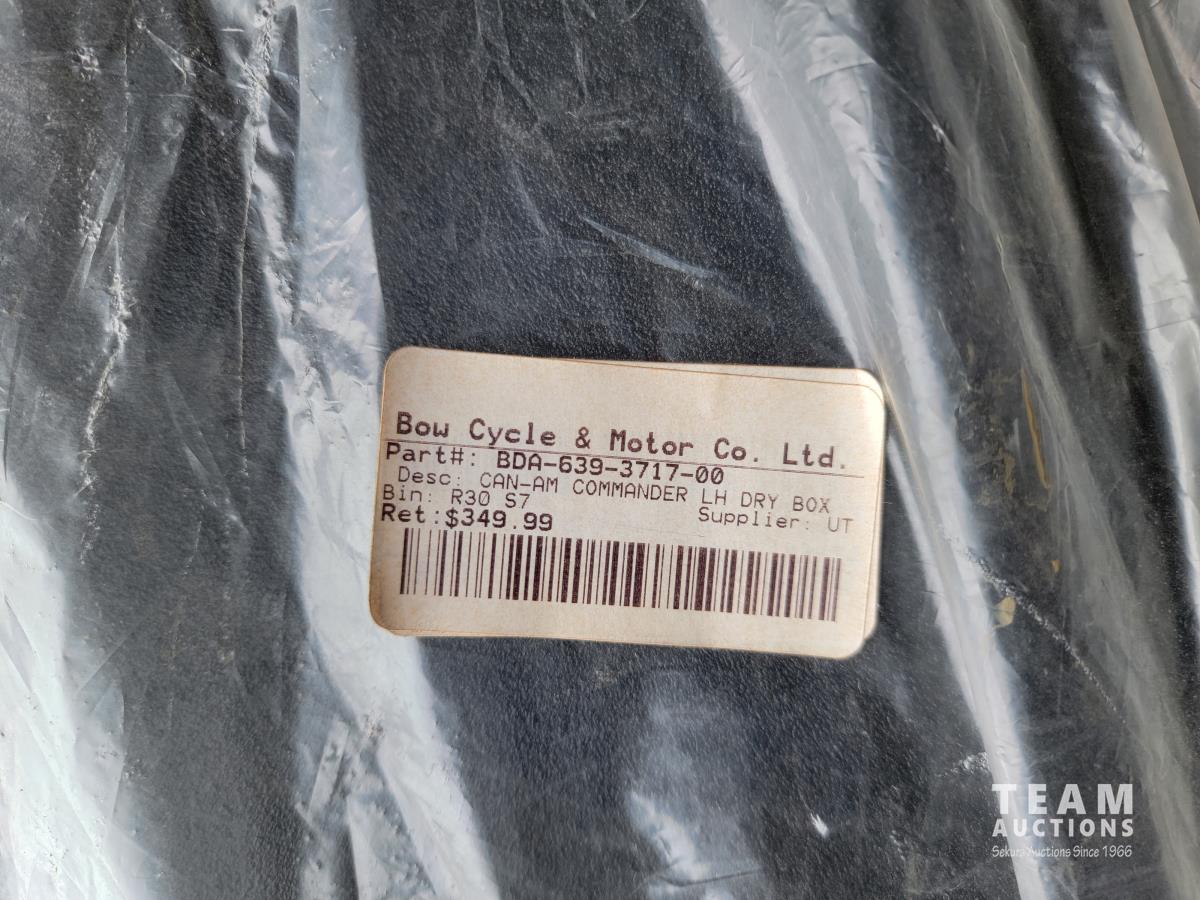 Bow Cycle & Motor Co. Ltd.
Part#: BDA-639-3717-00
Desc: CAN-AM COMMANDER LH DRY BOX
Bin: R30 S7 Supplier: UT
Ret:$349.99
TEAM
AUCTIONS
Sekura Auctions Since 1966